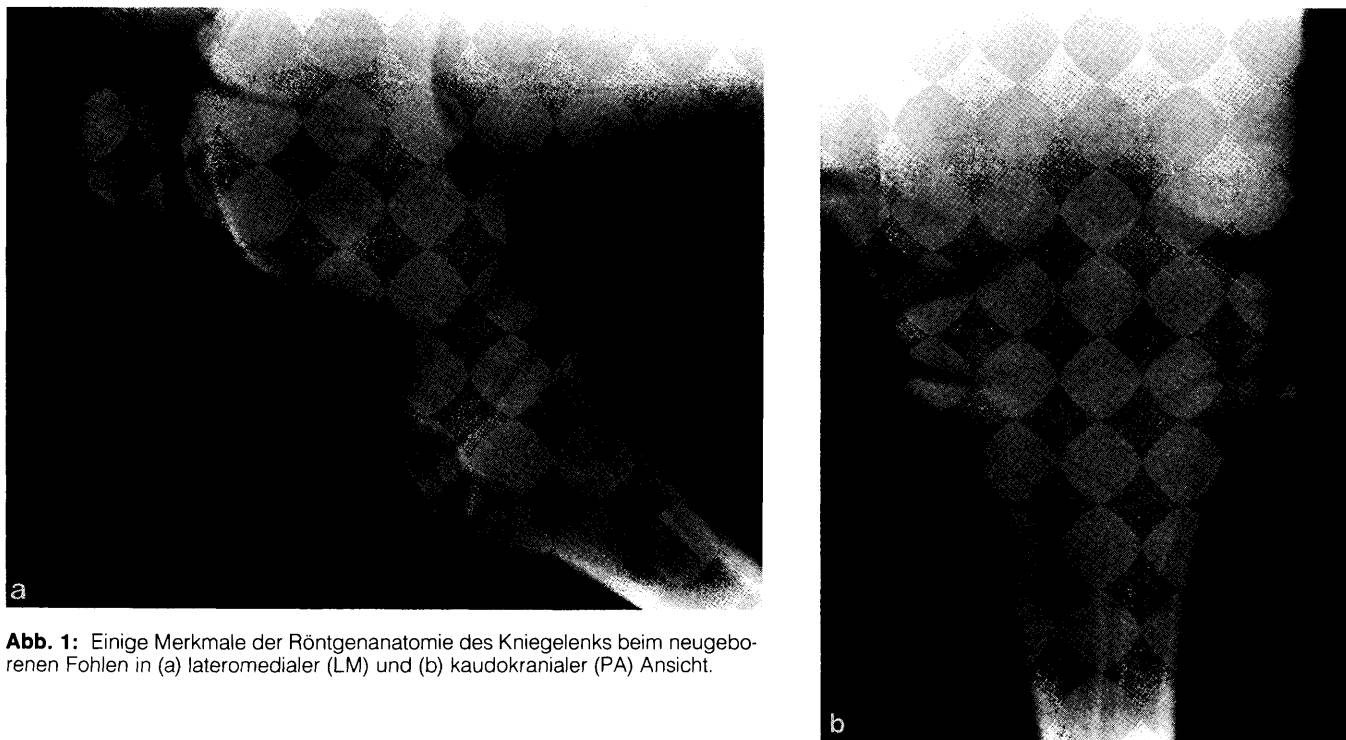 a
Abb. 1: Einige Merkmale der Röntgenanatomie des Kniegelenks beim neugebo-
renen Fohlen in (a) lateromedialer (LM) und (b) kaudokranialer (PA) Ansicht.
b